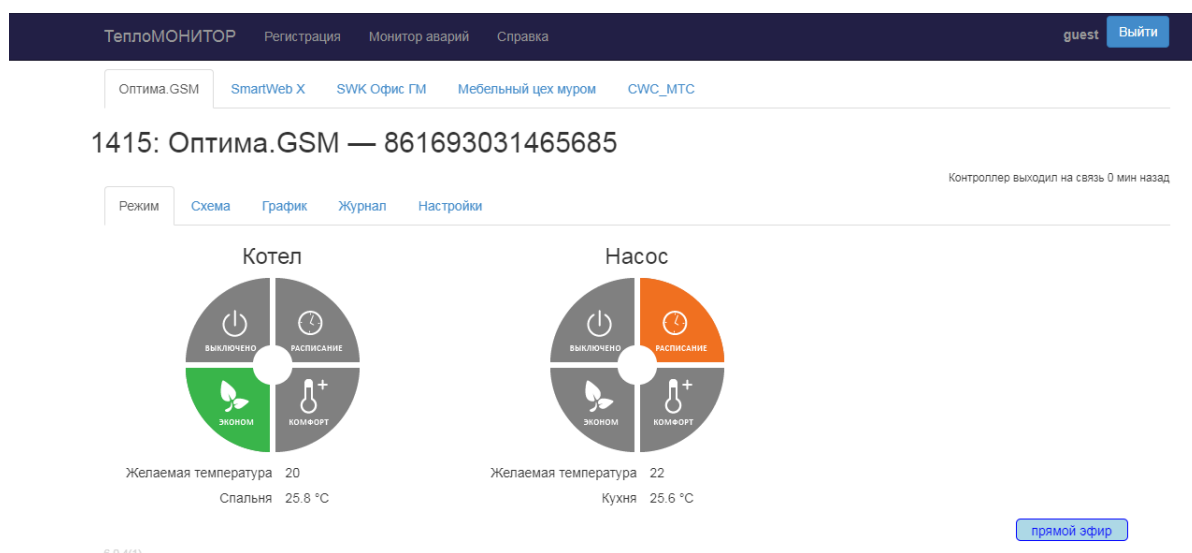 ТеплоМОНИТОР Регистрация Монитор аварий Справка guest Выйти
Оптима.GSM SmartWeb X SWK Офис ГМ Мебельный цех муром CWC_МТС
1415: Оптима.GSM — 861693031465685
Контроллер выходил на связь 0 мин назад
Режим Схема График Журнал Настройки
Котел Насос
ВЫКЛЮЧЕНО РАСПИСАНИЕ ВЫКЛЮЧЕНО РАСПИСАНИЕ
ЭКОНОМ КОМФОРТ ЭКОНОМ КОМФОРТ
Желаемая температура 20 Желаемая температура 22
Спальня 25.8 °C Кухня 25.6 °C
прямой эфир